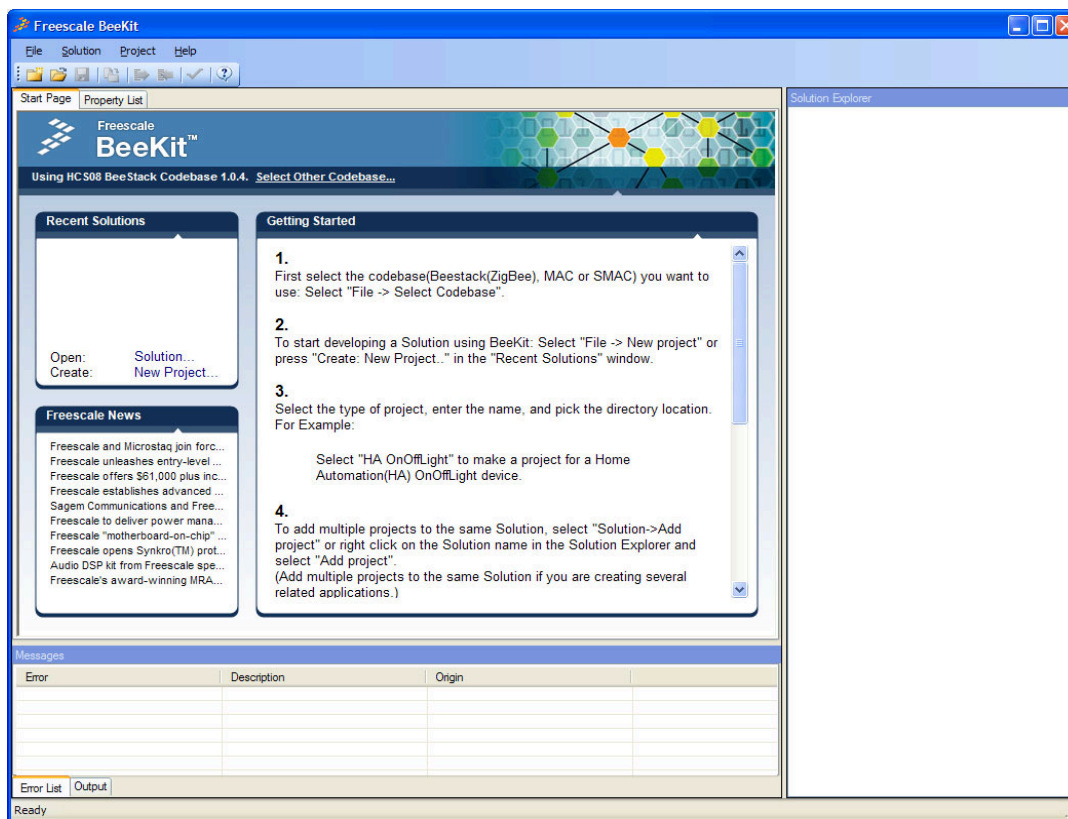 Freescale BeeKit
File Solution Project Help
Start Page Property List
Solution Explorer
Freescale
BeeKit™
Using HCS08 BeeStack Codebase 1.0.4. Select Other Codebase...
Recent Solutions
Open: Solution...
Create: New Project...
Freescale News
Freescale and Microstaq join forc...
Freescale unleashes entry-level ...
Freescale offers $61,000 plus inc...
Freescale establishes advanced ...
Sagem Communications and Free...
Freescale to deliver power mana...
Freescale "motherboard-on-chip" ...
Freescale opens Synkro(TM) prot...
Audio DSP kit from Freescale spe...
Freescale's award-winning MRA...
Getting Started
1.
First select the codebase(Beestack(ZigBee), MAC or SMAC) you want to
use: Select "File -> Select Codebase".
2.
To start developing a Solution using BeeKit: Select "File -> New project" or
press "Create: New Project.." in the "Recent Solutions" window.
3.
Select the type of project, enter the name, and pick the directory location.
For Example:
Select "HA OnOffLight" to make a project for a Home
Automation(HA) OnOffLight device.
4.
To add multiple projects to the same Solution, select "Solution->Add
project" or right click on the Solution name in the Solution Explorer and
select "Add project".
(Add multiple projects to the same Solution if you are creating several
related applications.)
Messages
Error Description Origin
Error List Output
Ready